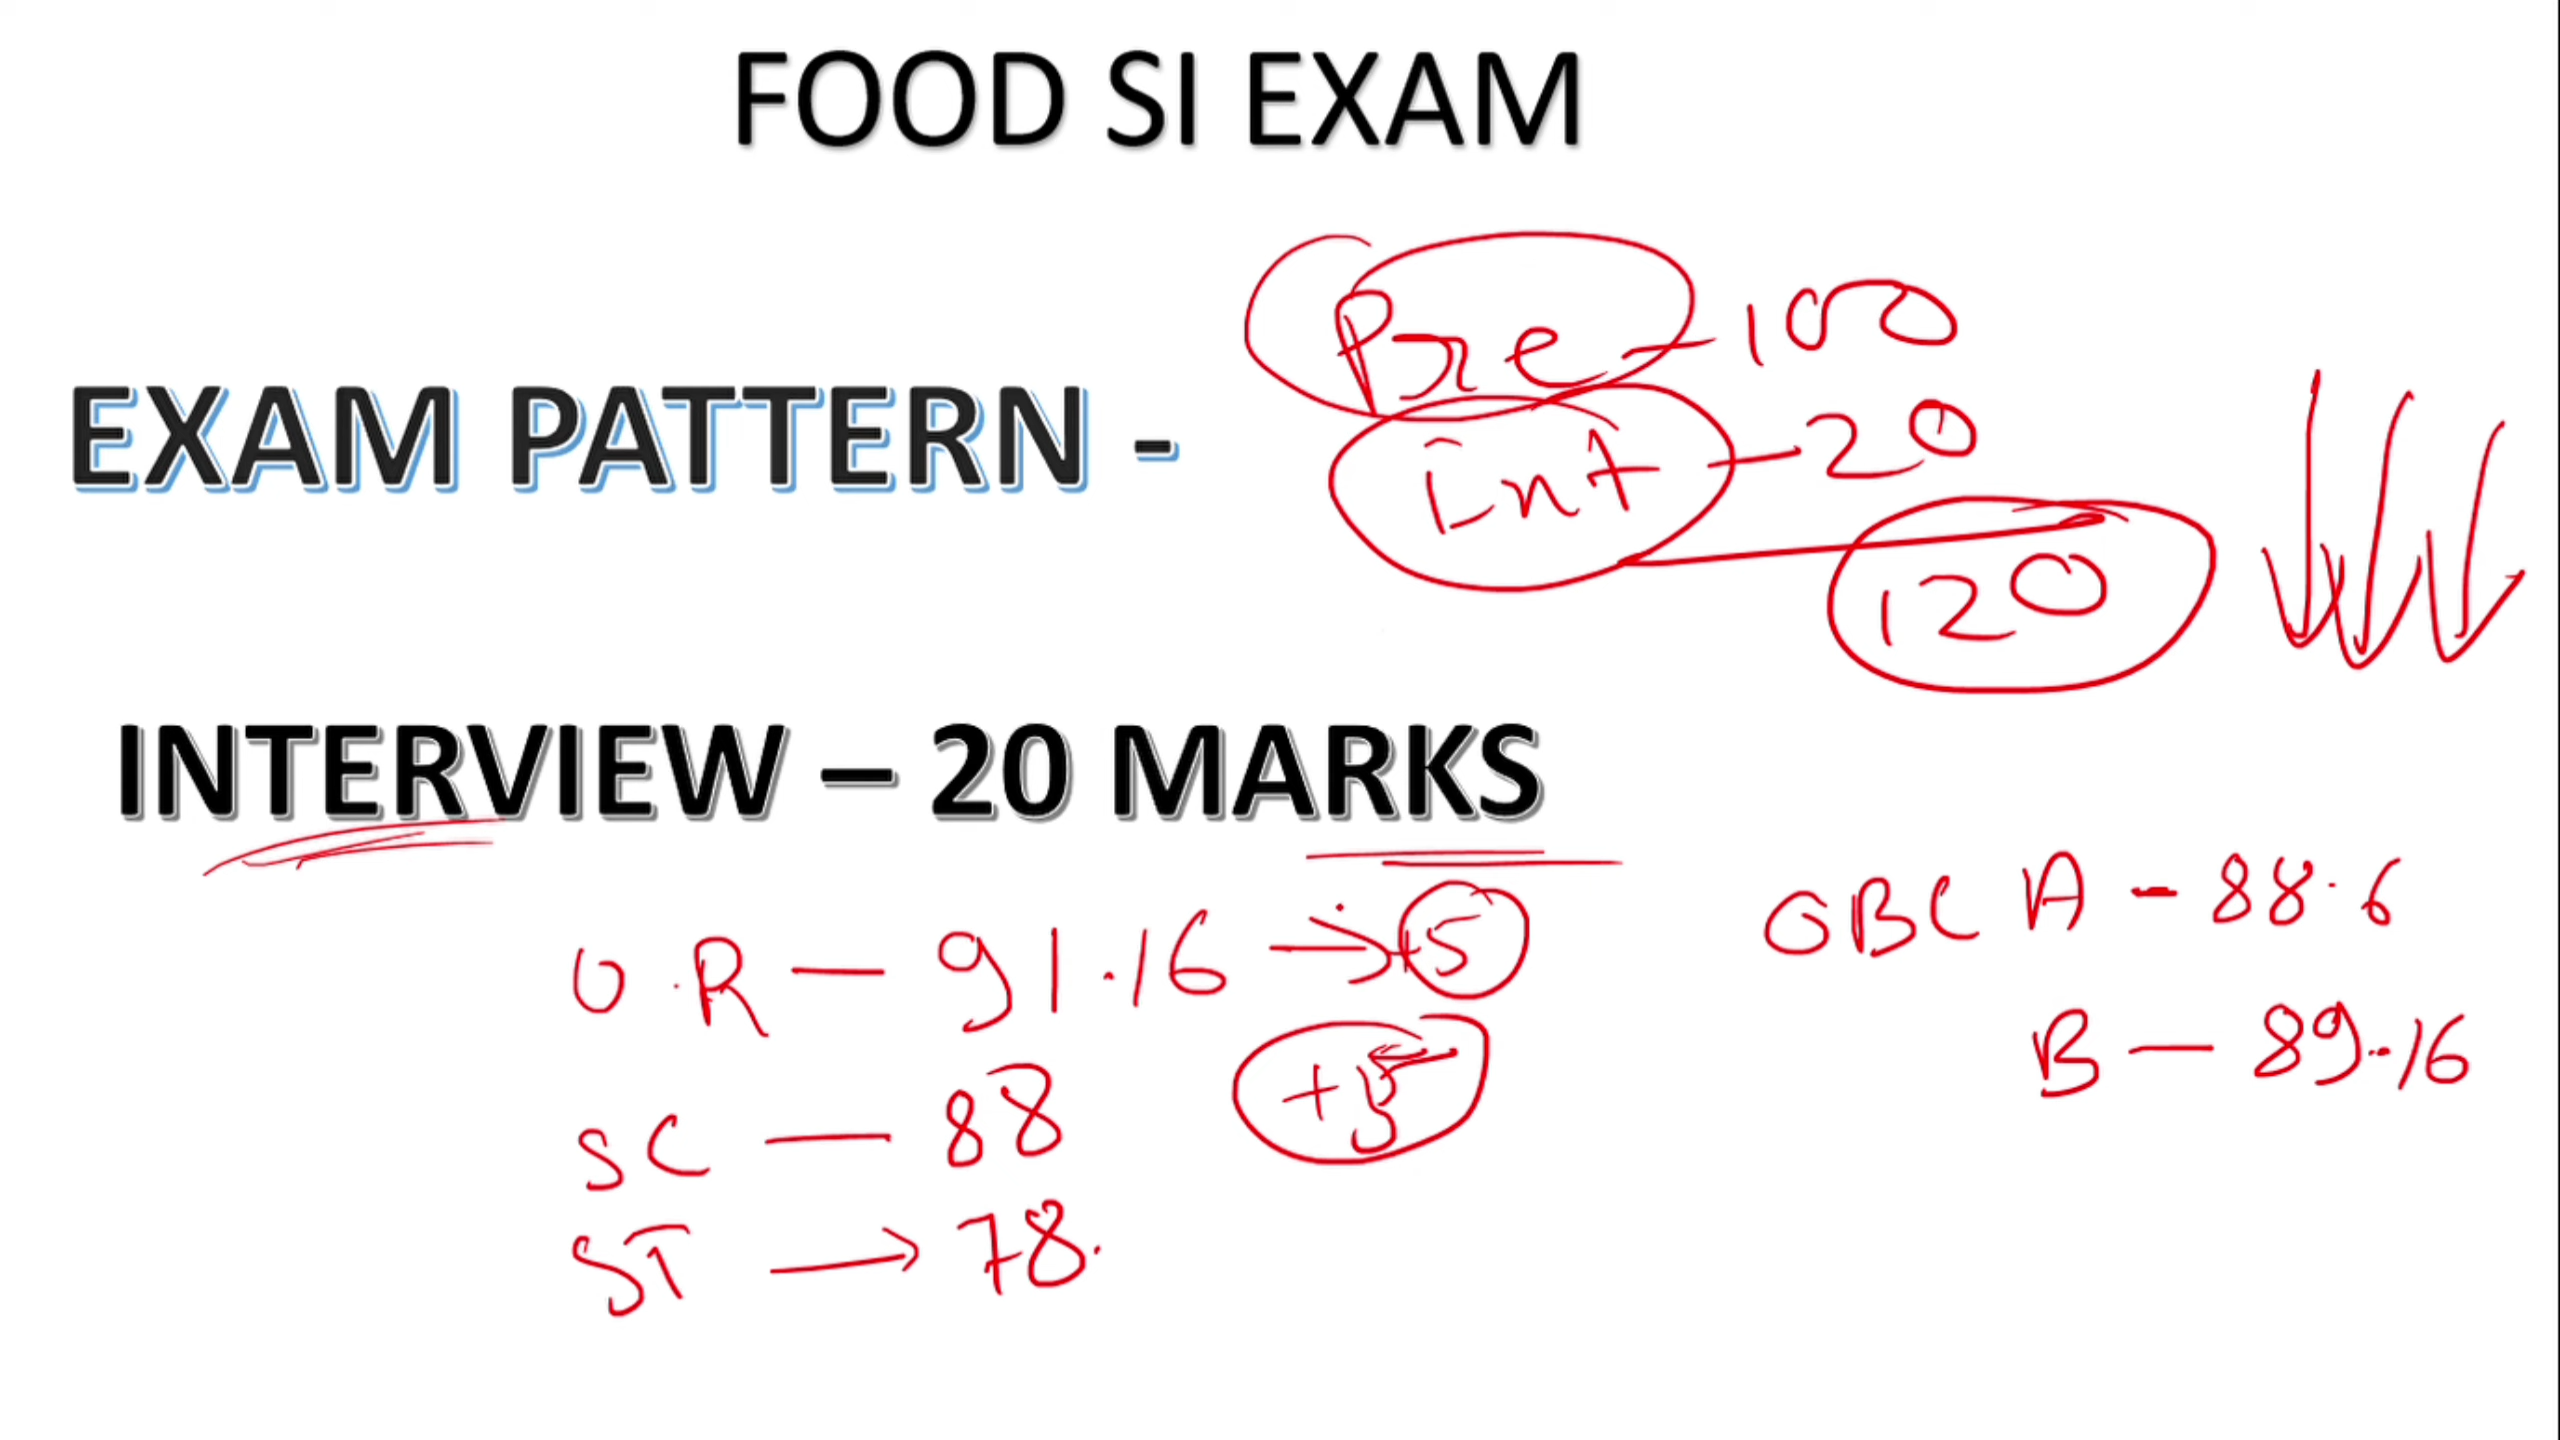 FOOD SI EXAM
Pre - 100
EXAM PATTERN -
Int - 20
120
INTERVIEW – 20 MARKS
OBC A - 88.6
U.R — 91.16 → +5
B — 89.16
+5
SC — 88
ST → 78.